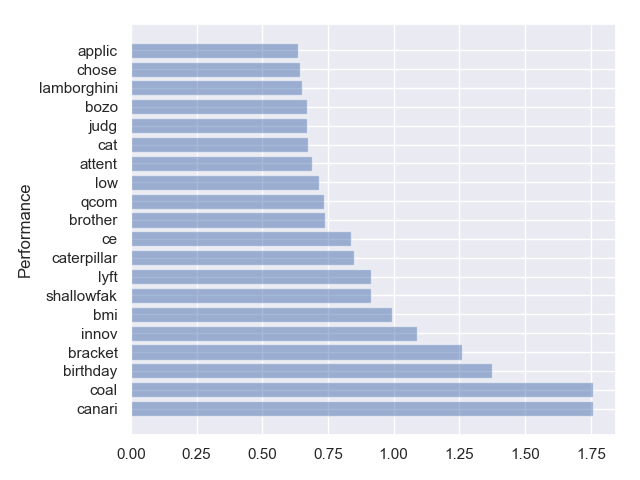 applic
chose
lamborghini
bozo
judg
cat
attent
low
qcom
brother
ce
caterpillar
lyft
shallowfak
bmi
innov
bracket
birthday
coal
canari
Performance
0.00 0.25 0.50 0.75 1.00 1.25 1.50 1.75